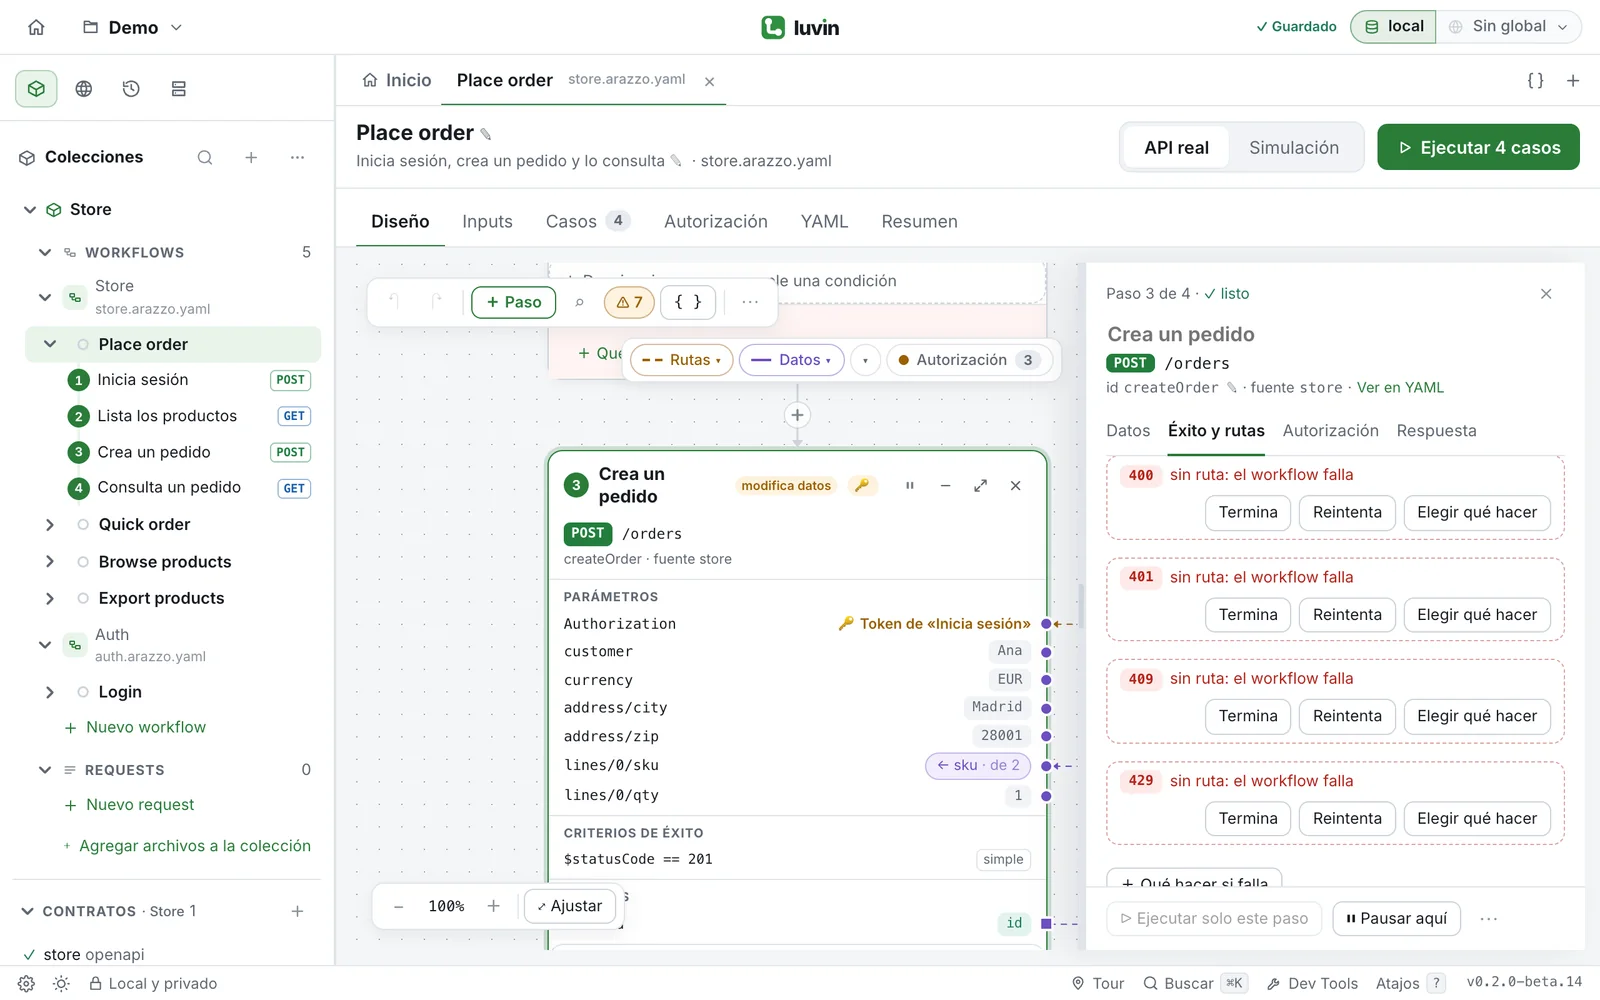 Demo
luvin
Guardado
local
Sin global
Inicio
Place order store.arazzo.yaml
Place order
Inicia sesión, crea un pedido y lo consulta · store.arazzo.yaml
API real
Simulación
Ejecutar 4 casos
Colecciones
Store
WORKFLOWS 5
Store
store.arazzo.yaml
Place order
1 Inicia sesión POST
2 Lista los productos GET
3 Crea un pedido POST
4 Consulta un pedido GET
Quick order
Browse products
Export products
Auth
auth.arazzo.yaml
Login
+ Nuevo workflow
REQUESTS 0
+ Nuevo request
+ Agregar archivos a la colección
CONTRATOS · Store 1
store openapi
Diseño
Inputs
Casos 4
Autorización
YAML
Resumen
una condición
+ Paso
7
{ }
...
+ Que
Rutas
Datos
Autorización 3
3 Crea un pedido
modifica datos
POST /orders
createOrder · fuente store
PARÁMETROS
Authorization Token de «Inicia sesión»
customer Ana
currency EUR
address/city Madrid
address/zip 28001
lines/0/sku ← sku · de 2
lines/0/qty 1
CRITERIOS DE ÉXITO
$statusCode == 201 simple
id
− 100% +
Ajustar
Paso 3 de 4 · ✓ listo
Crea un pedido
POST /orders
id createOrder · fuente store · Ver en YAML
Datos
Éxito y rutas
Autorización
Respuesta
400 sin ruta: el workflow falla
Termina Reintenta Elegir qué hacer
401 sin ruta: el workflow falla
Termina Reintenta Elegir qué hacer
409 sin ruta: el workflow falla
Termina Reintenta Elegir qué hacer
429 sin ruta: el workflow falla
Termina Reintenta Elegir qué hacer
+ Qué hacer si falla
Ejecutar solo este paso
Pausar aquí
...
Local y privado
Tour
Buscar ⌘K
Dev Tools
Atajos ?
v0.2.0-beta.14